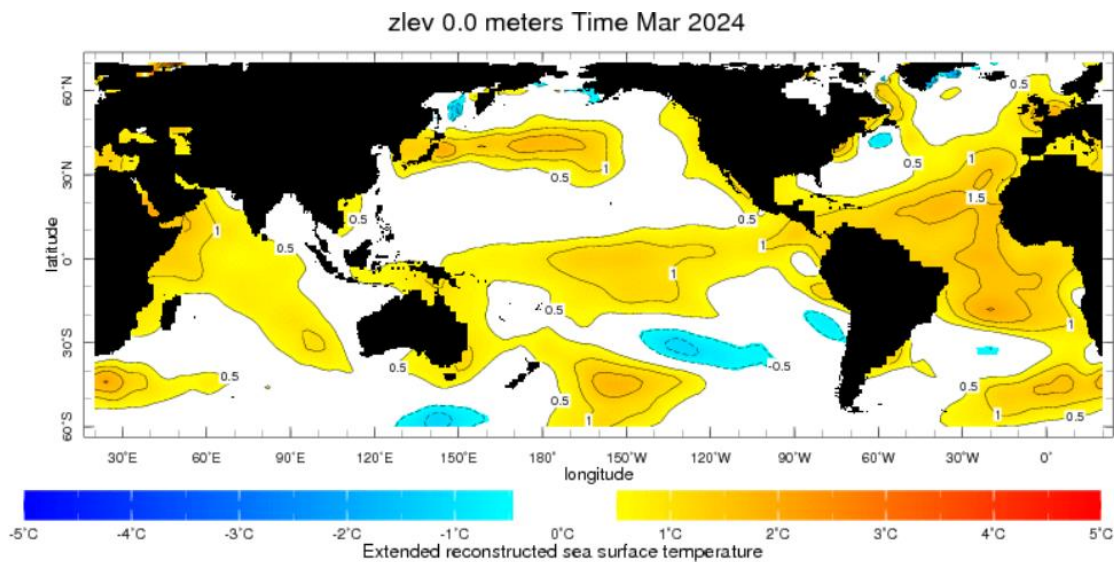 zlev 0.0 meters Time Mar 2024
60°N
30°N
0°
30°S
60°S
latitude
0.5
0.5
1
0.5
0.5
1
1.5
0.5
1
0.5
0.5
1
1
0.5
1
0.5
-0.5
0.5
0.5
1
0.5
1
0.5
30°E 60°E 90°E 120°E 150°E 180° 150°W 120°W 90°W 60°W 30°W 0°
longitude
-5°C -4°C -3°C -2°C -1°C 0°C 1°C 2°C 3°C 4°C 5°C
Extended reconstructed sea surface temperature